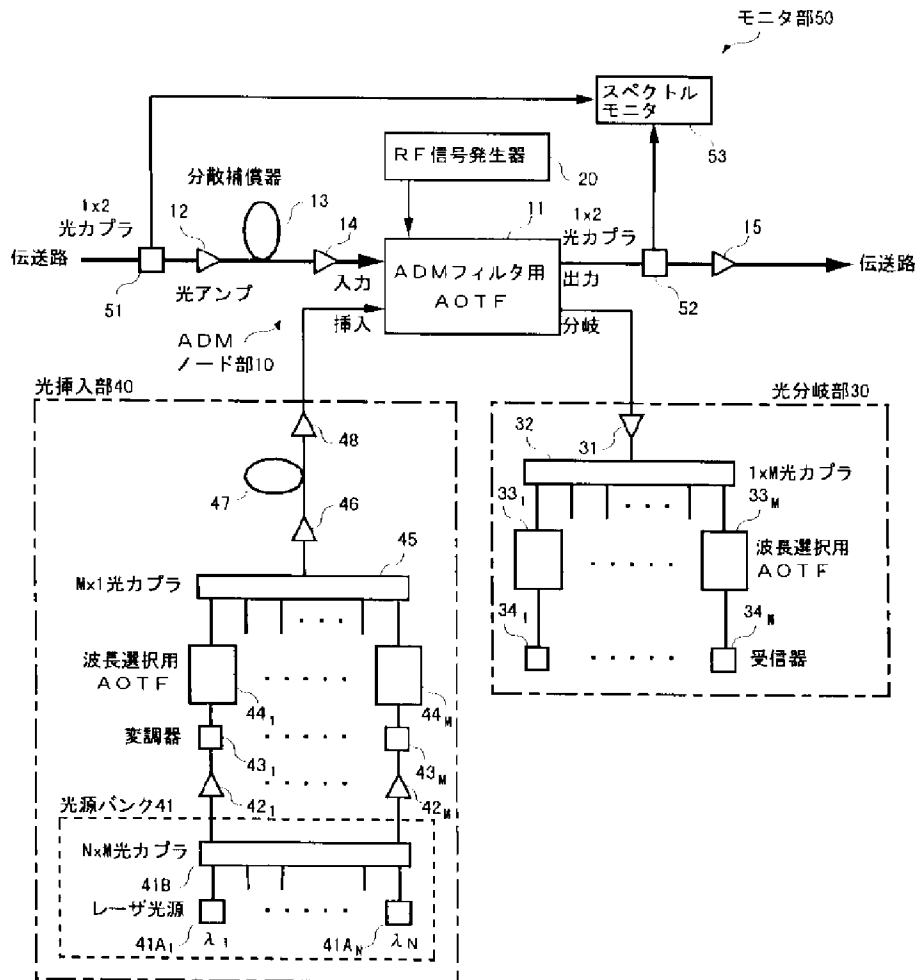 モニタ部50
スペクトル
モニタ
53
RF信号発生器
20
分散補償器
13
1x2
光カプラ
12
14
11
1x2
光カプラ
15
伝送路
51
光アンプ
入力
ADMフィルタ用
AOTF
出力
52
伝送路
挿入
分岐
ADM
ノード部10
光挿入部40
光分岐部30
48
47
46
31
32
1xM光カプラ
33₁
33M
波長選択用
AOTF
34₁
34N
受信器
45
Mx1光カプラ
波長選択用
AOTF
44₁
44M
変調器
43₁
43M
42₁
42M
光源バンク41
NxM光カプラ
41B
レーザ光源
41A₁
λ₁
41AN
λN